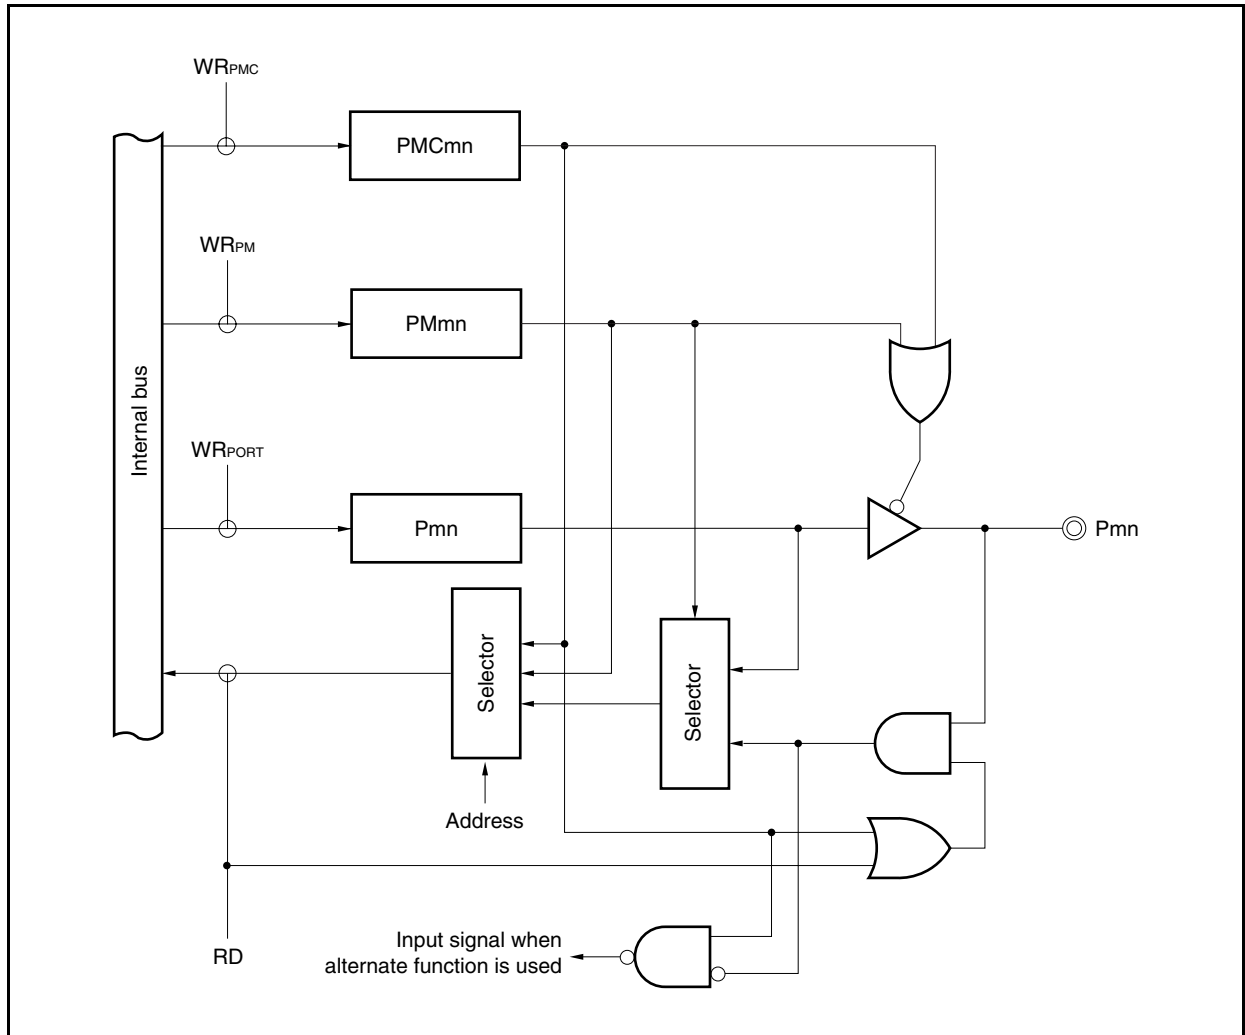 WRPMC
PMCmn
WRPM
PMmn
Internal bus
WRPORT
Pmn
Pmn
Selector
Selector
Address
RD
Input signal when
alternate function is used